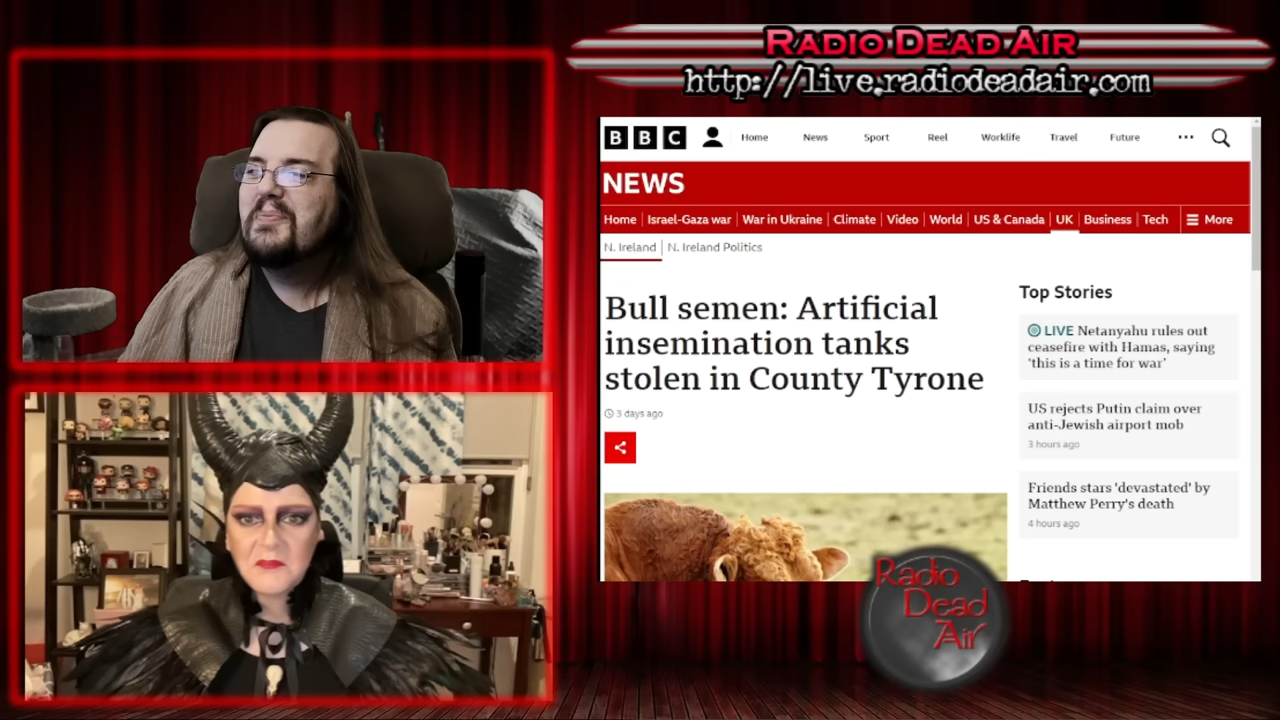 Radio Dead Air
http://live.radiodeadair.com
BBC
Home
News
Sport
Reel
Worklife
Travel
Future
NEWS
Home
Israel-Gaza war
War in Ukraine
Climate
Video
World
US & Canada
UK
Business
Tech
More
N. Ireland
N. Ireland Politics
Bull semen: Artificial
insemination tanks
stolen in County Tyrone
3 days ago
Top Stories
LIVE Netanyahu rules out
ceasefire with Hamas, saying
'this is a time for war'
US rejects Putin claim over
anti-Jewish airport mob
3 hours ago
Friends stars 'devastated' by
Matthew Perry's death
4 hours ago
Radio
Dead
Air